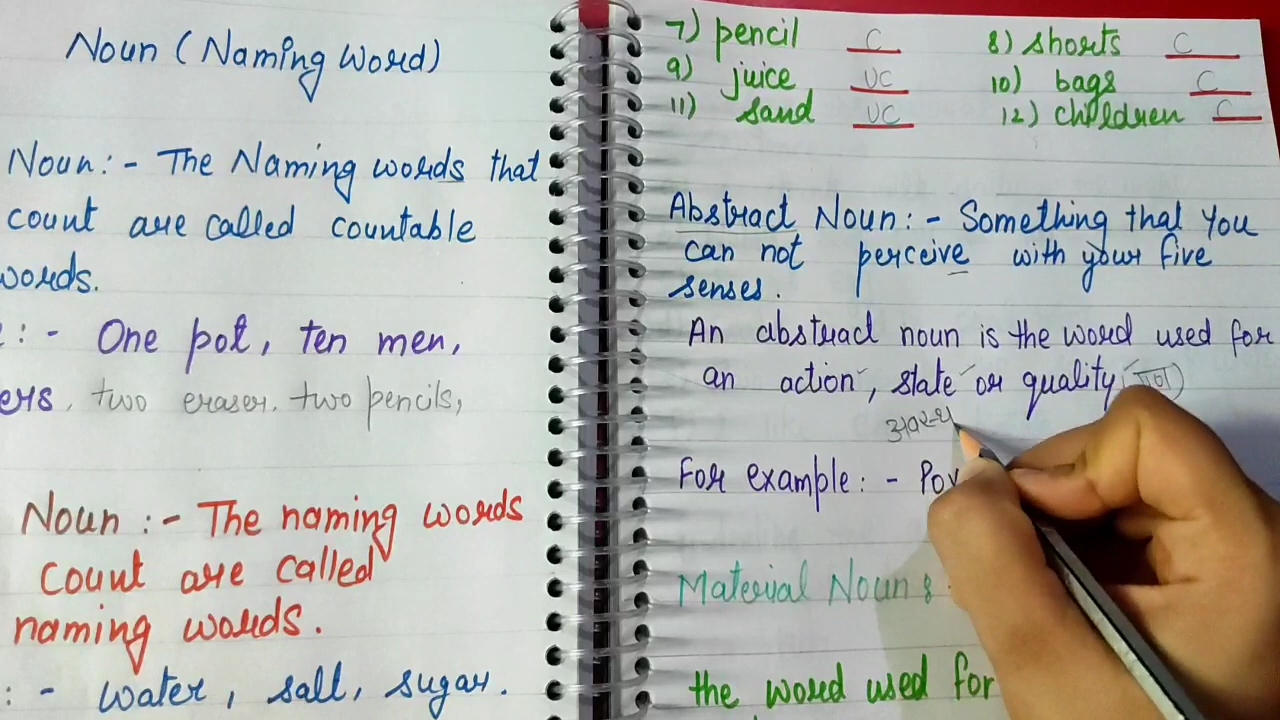 Noun (Naming Word)
Noun:- The Naming words that
count are called countable
words.
:- One pot, ten men,
ers, two eraser, two pencils,
Noun :- The naming words
count are called
naming words.
:- water, salt, sugar.
7) pencil C 8) shorts C
9) juice UC 10) bags C
11) sand UC 12) children C
Abstract Noun:- Something that You
can not perceive with your five
senses.
An abstract noun is the word used for
an action, state or quality (गुण)
अवस्थ
For example:- Pov
Material Noun :
the word used for